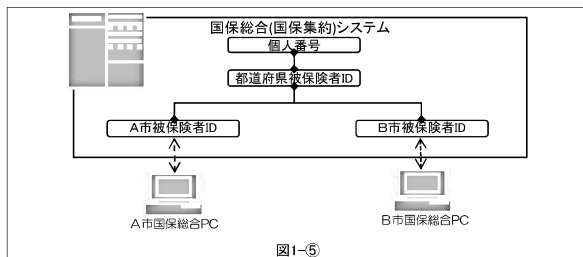 国保総合(国保集約)システム
個人番号
都道府県被保険者ID
A市被保険者ID
B市被保険者ID
A市国保総合PC
B市国保総合PC
図1-⑤